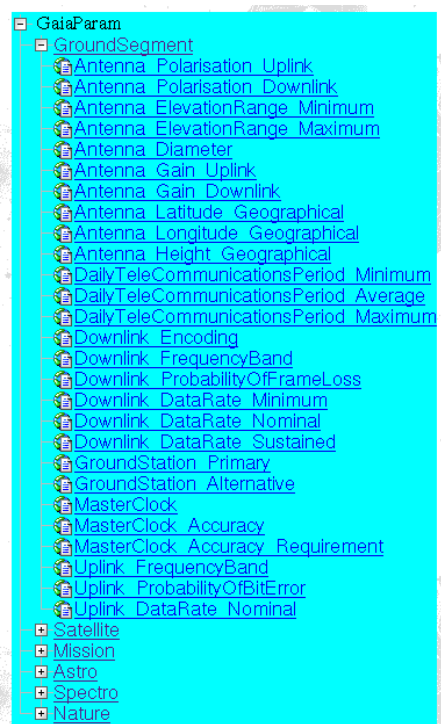 GaiaParam
GroundSegment
Antenna_Polarisation_Uplink
Antenna_Polarisation_Downlink
Antenna_ElevationRange_Minimum
Antenna_ElevationRange_Maximum
Antenna_Diameter
Antenna_Gain_Uplink
Antenna_Gain_Downlink
Antenna_Latitude_Geographical
Antenna_Longitude_Geographical
Antenna_Height_Geographical
DailyTeleCommunicationsPeriod_Minimum
DailyTeleCommunicationsPeriod_Average
DailyTeleCommunicationsPeriod_Maximum
Downlink_Encoding
Downlink_FrequencyBand
Downlink_ProbabilityOfFrameLoss
Downlink_DataRate_Minimum
Downlink_DataRate_Nominal
Downlink_DataRate_Sustained
GroundStation_Primary
GroundStation_Alternative
MasterClock
MasterClock_Accuracy
MasterClock_Accuracy_Requirement
Uplink_FrequencyBand
Uplink_ProbabilityOfBitError
Uplink_DataRate_Nominal
Satellite
Mission
Astro
Spectro
Nature